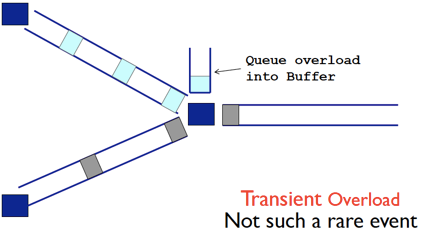 Queue overload
into Buffer
Transient Overload
Not such a rare event